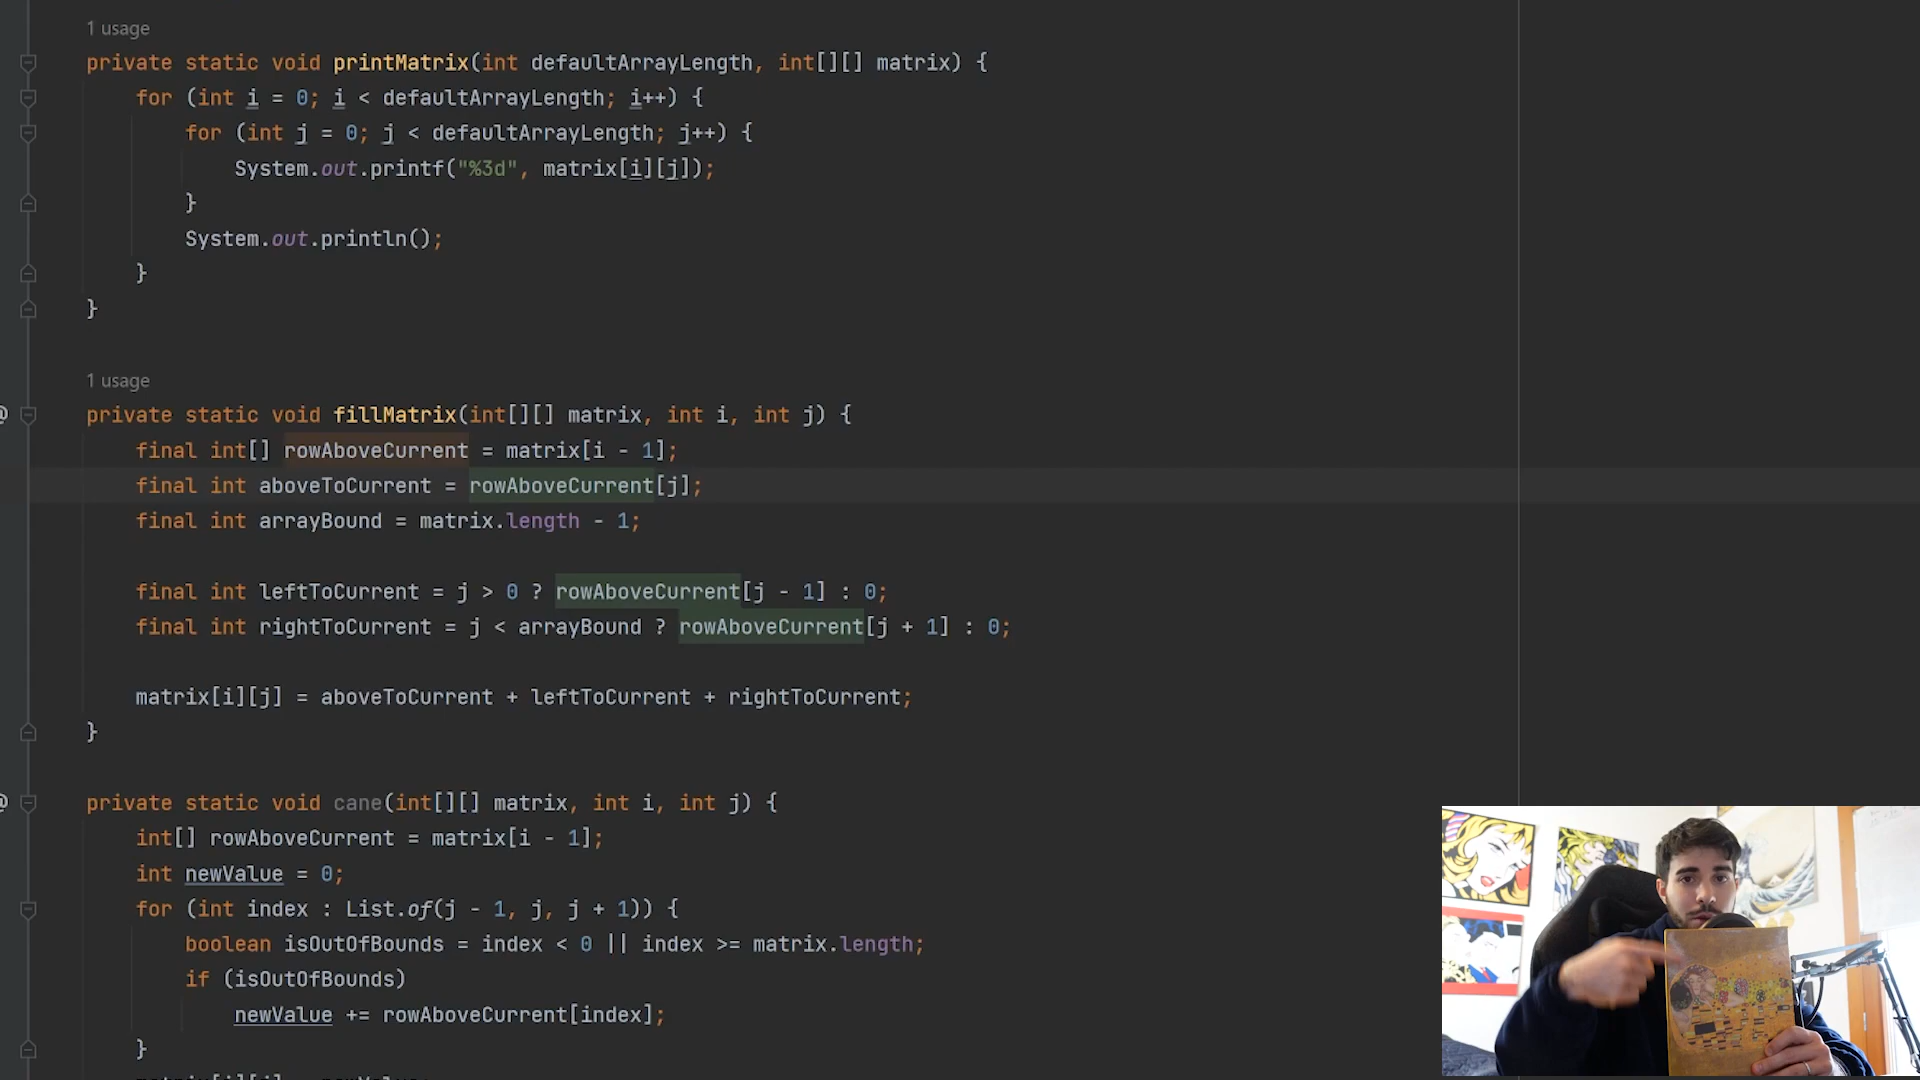 1 usage
private static void printMatrix(int defaultArrayLength, int[][] matrix) {
for (int i = 0; i < defaultArrayLength; i++) {
for (int j = 0; j < defaultArrayLength; j++) {
System.out.printf("%3d", matrix[i][j]);
}
System.out.println();
}
}
1 usage
@
private static void fillMatrix(int[][] matrix, int i, int j) {
final int[] rowAboveCurrent = matrix[i - 1];
final int aboveToCurrent = rowAboveCurrent[j];
final int arrayBound = matrix.length - 1;
final int leftToCurrent = j > 0 ? rowAboveCurrent[j - 1] : 0;
final int rightToCurrent = j < arrayBound ? rowAboveCurrent[j + 1] : 0;
matrix[i][j] = aboveToCurrent + leftToCurrent + rightToCurrent;
}
@
private static void cane(int[][] matrix, int i, int j) {
int[] rowAboveCurrent = matrix[i - 1];
int newValue = 0;
for (int index : List.of(j - 1, j, j + 1)) {
boolean isOutOfBounds = index < 0 || index >= matrix.length;
if (isOutOfBounds)
newValue += rowAboveCurrent[index];
}